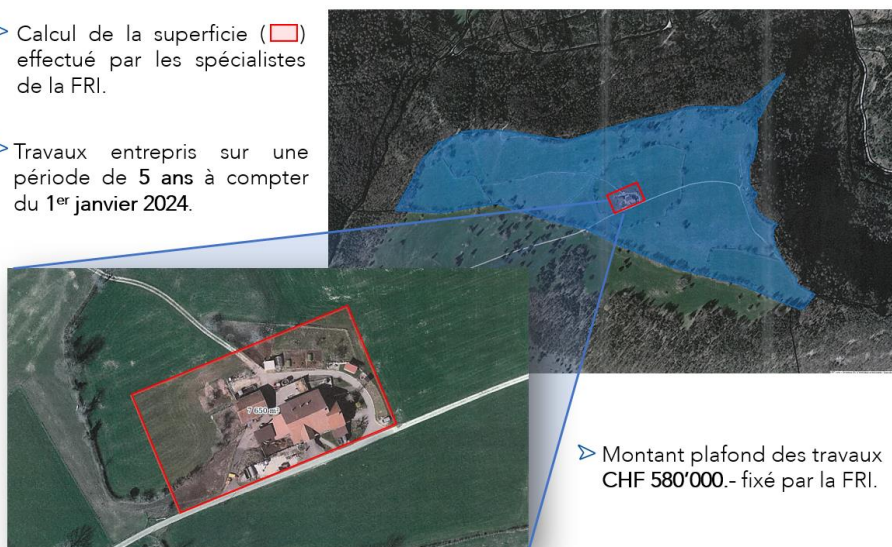 Calcul de la superficie ( )
effectué par les spécialistes
de la FRI.
Travaux entrepris sur une
période de 5 ans à compter
du 1er janvier 2024.
7 650 m²
Montant plafond des travaux
CHF 580'000.- fixé par la FRI.